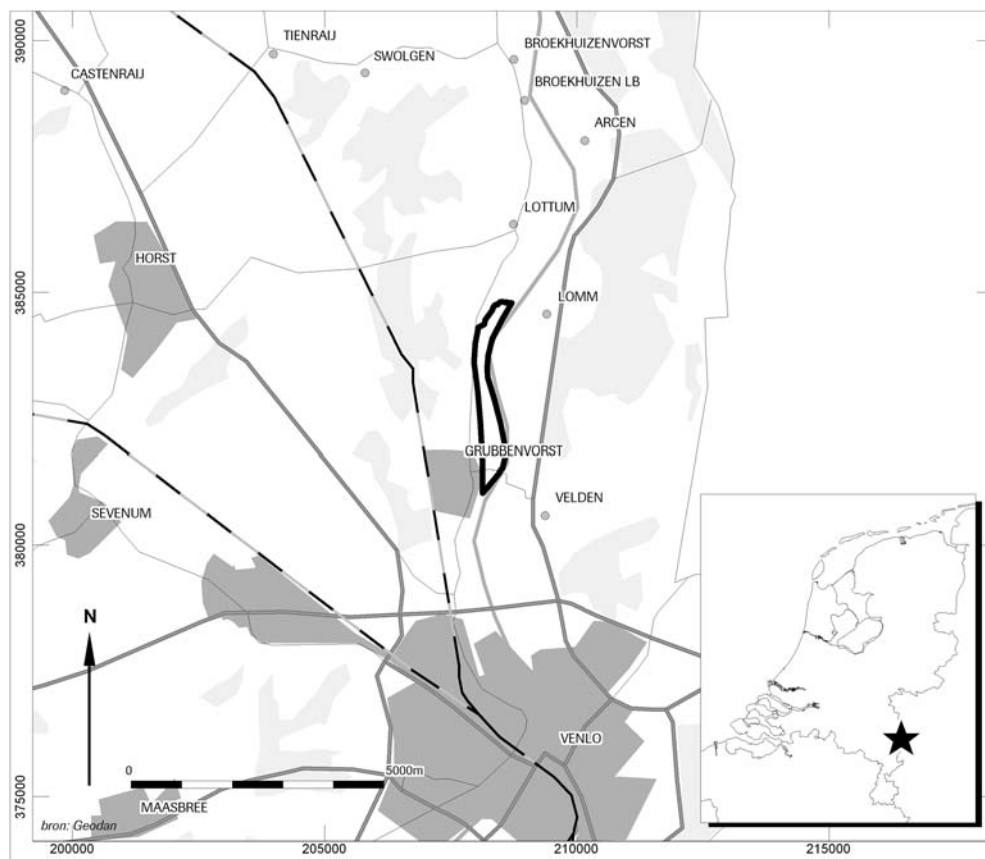 390000
TIENRAIJ
BROEKHUIZENVORST
SWOLGEN
CASTENRAIJ
BROEKHUIZEN LB
ARCEN
LOTTUM
HORST
385000
LOMM
GRUBBENVORST
VELDEN
SEVENUM
380000
N
VENLO
0
5000m
MAASBREE
375000
bron: Geodan
200000
205000
210000
215000